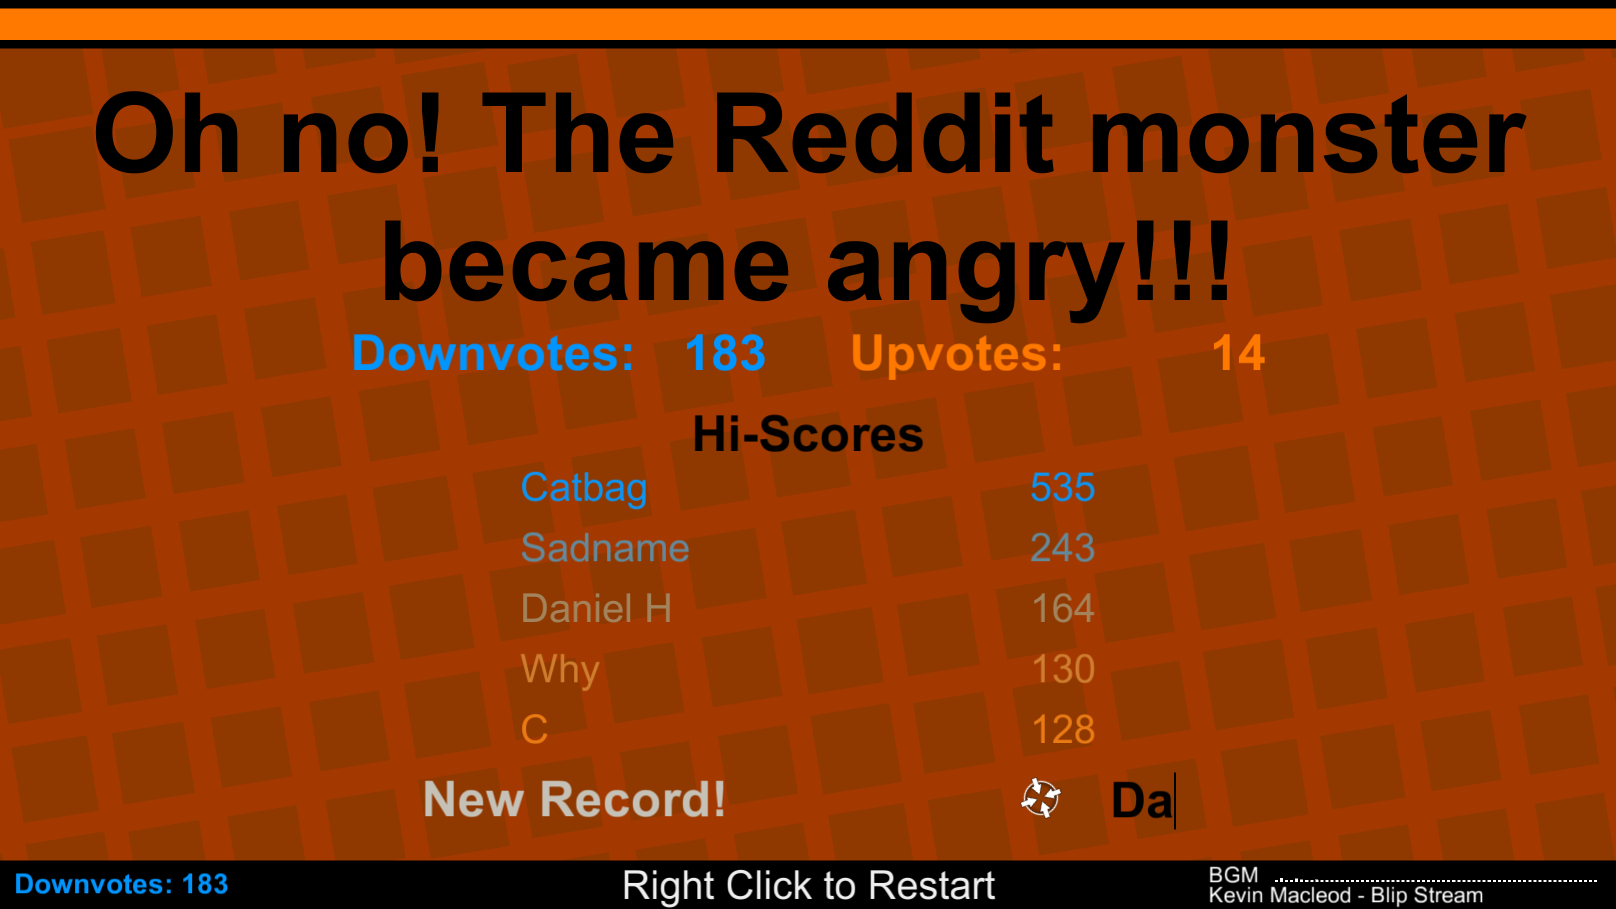 Oh no! The Reddit monster
became angry!!!
Downvotes: 183 Upvotes: 14
Hi-Scores
Catbag 535
Sadname 243
Daniel H 164
Why 130
C 128
New Record! Da
Downvotes: 183
Right Click to Restart
BGM
Kevin Macleod - Blip Stream